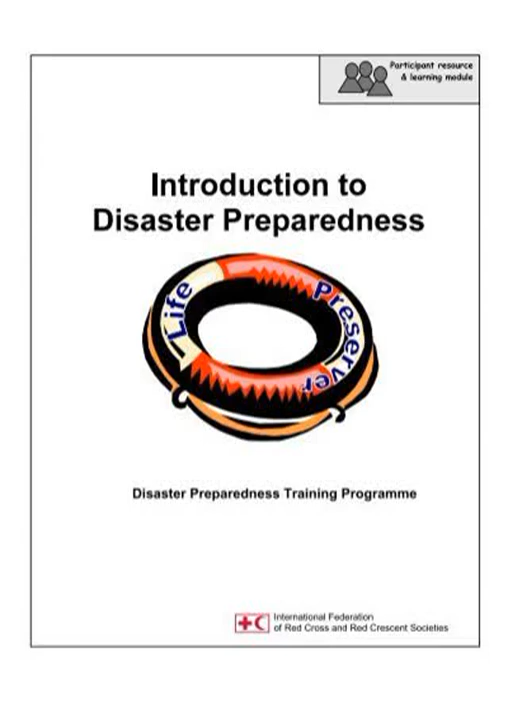 Participant resource
& learning module
Introduction to
Disaster Preparedness
Life Preserver
Disaster Preparedness Training Programme
International Federation
of Red Cross and Red Crescent Societies